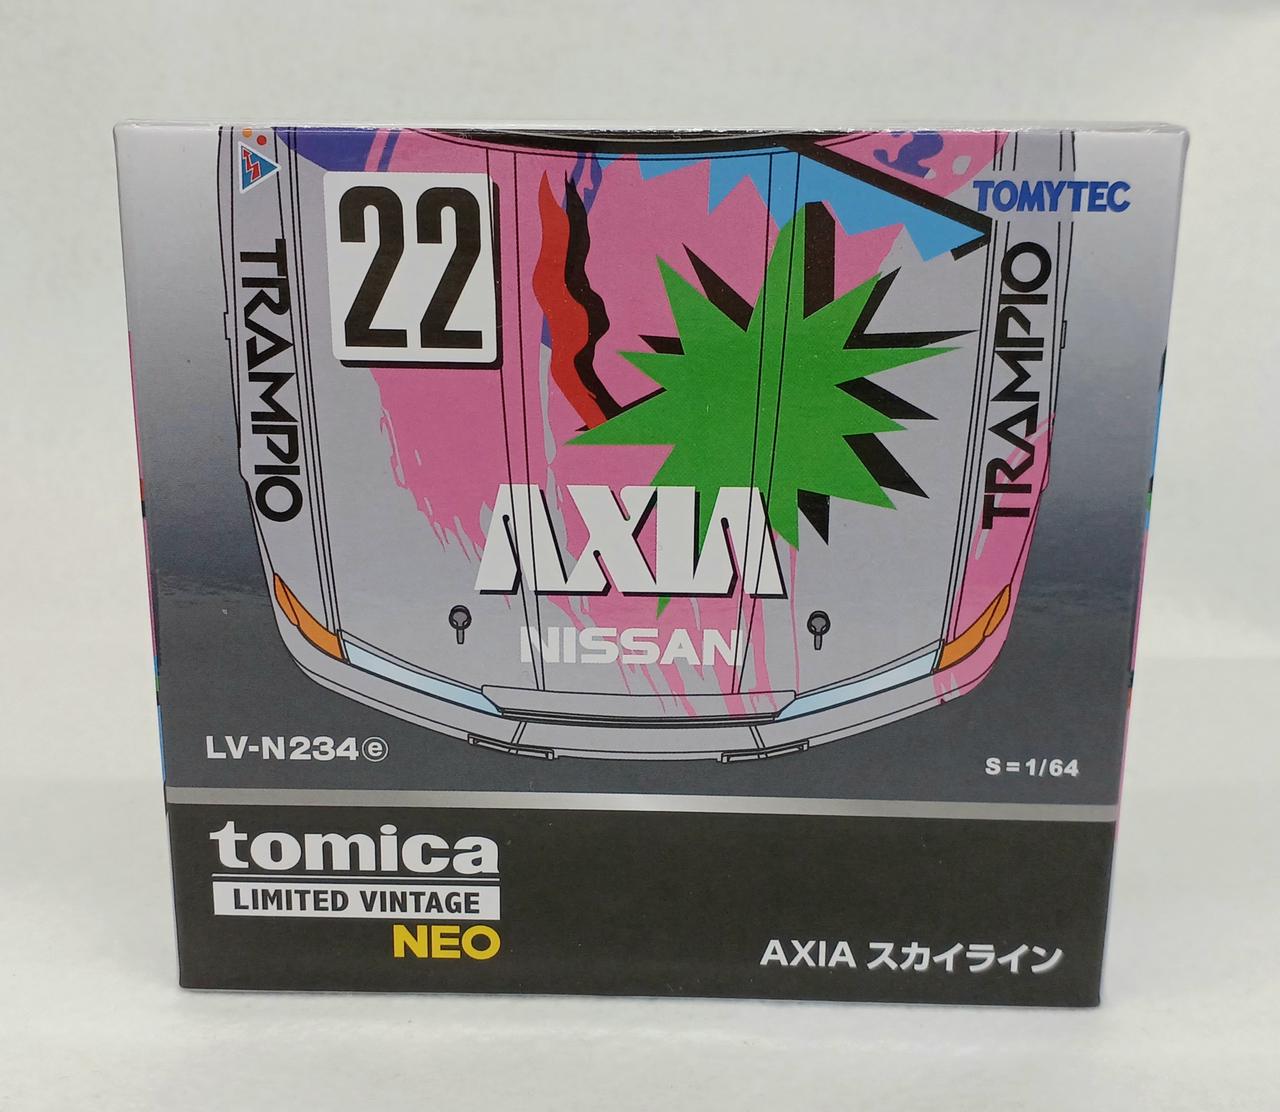 22
TOMYTEC
TRAMPIO
TRAMPIO
AXIA
NISSAN
LV-N234ⓔ
S=1/64
tomica
LIMITED VINTAGE
NEO
AXIA スカイライン